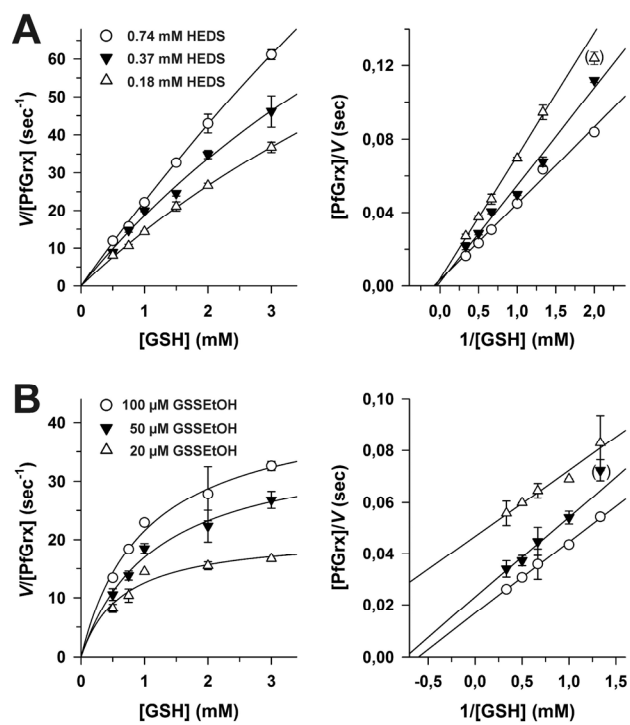 A
0.74 mM HEDS
0.37 mM HEDS
0.18 mM HEDS
V/[PfGrx] (sec-1)
60
50
40
30
20
10
0
0 1 2 3
[GSH] (mM)
[PfGrx]/V (sec)
0,12
0,08
0,04
0,00
0,0 0,5 1,0 1,5 2,0
1/[GSH] (mM)
( )
B
100 µM GSSEtOH
50 µM GSSEtOH
20 µM GSSEtOH
V/[PfGrx] (sec-1)
40
30
20
10
0
0 1 2 3
[GSH] (mM)
[PfGrx]/V (sec)
0,10
0,08
0,06
0,04
0,02
0,00
-0,5 0,0 0,5 1,0 1,5
1/[GSH] (mM)
( )